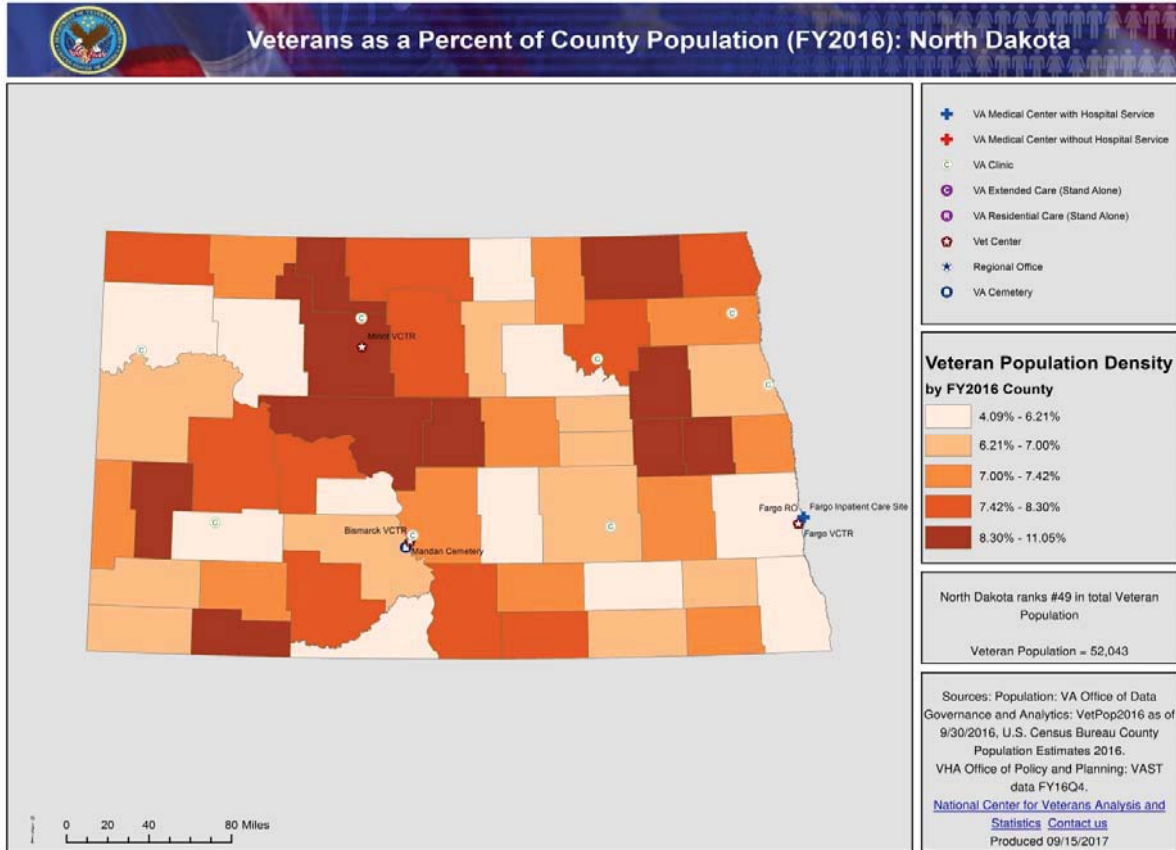 Veterans as a Percent of County Population (FY2016): North Dakota
C
C
Minot VCTR
C
C
C
C
C
C
Bismarck VCTR
Mandan Cemetery
Fargo RO
Fargo Inpatient Care Site
Fargo VCTR
0 20 40 80 Miles
VA Medical Center with Hospital Service
VA Medical Center without Hospital Service
C VA Clinic
C VA Extended Care (Stand Alone)
R VA Residential Care (Stand Alone)
Vet Center
Regional Office
VA Cemetery
Veteran Population Density
by FY2016 County
4.09% - 6.21%
6.21% - 7.00%
7.00% - 7.42%
7.42% - 8.30%
8.30% - 11.05%
North Dakota ranks #49 in total Veteran
Population
Veteran Population = 52,043
Sources: Population: VA Office of Data
Governance and Analytics: VetPop2016 as of
9/30/2016, U.S. Census Bureau County
Population Estimates 2016.
VHA Office of Policy and Planning: VAST
data FY16Q4.
National Center for Veterans Analysis and
Statistics Contact us
Produced 09/15/2017